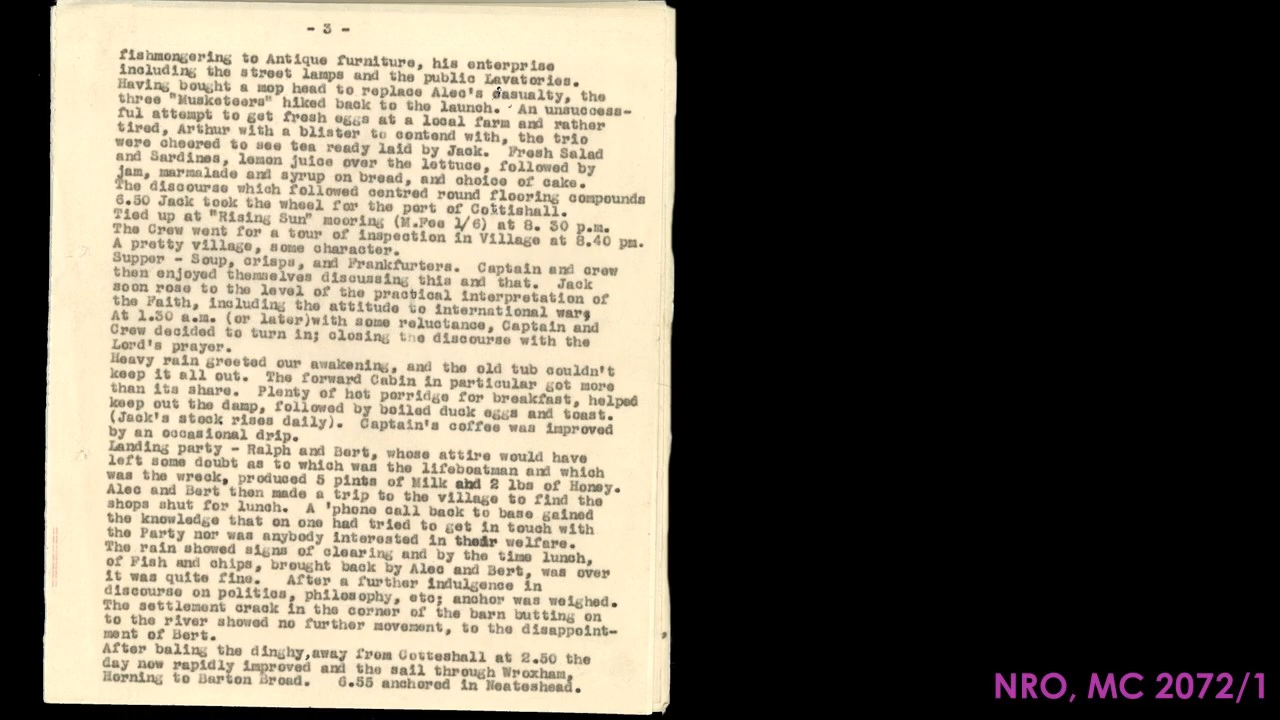 - 3 -
fishmongering to Antique furniture, his enterprise
including the street lamps and the public Lavatories.
Having bought a mop head to replace Alec's casualty, the
three "Musketeers" hiked back to the launch. An unsuccess-
ful attempt to get fresh eggs at a local farm and rather
tired, Arthur with a blister to contend with, the trio
were cheered to see tea ready laid by Jack. Fresh Salad
and Sardines, lemon juice over the lettuce, followed by
jam, marmalade and syrup on bread, and choice of cake.
The discourse which followed centred round flooring compounds
6.50 Jack took the wheel for the port of Coltishall.
Tied up at "Rising Sun" mooring (M.Fee 1/6) at 8. 30 p.m.
The Crew went for a tour of inspection in Village at 8.40 pm.
A pretty village, some character.
Supper - Soup, crisps, and Frankfurters. Captain and crew
then enjoyed themselves discussing this and that. Jack
soon rose to the level of the practical interpretation of
the Faith, including the attitude to international war;
At 1.30 a.m. (or later)with some reluctance, Captain and
Crew decided to turn in; closing the discourse with the
Lord's prayer.
Heavy rain greeted our awakening, and the old tub couldn't
keep it all out. The forward Cabin in particular got more
than its share. Plenty of hot porridge for breakfast, helped
keep out the damp, followed by boiled duck eggs and toast.
(Jack's stock rises daily). Captain's coffee was improved
by an occasional drip.
Landing party - Ralph and Bert, whose attire would have
left some doubt as to which was the lifeboatman and which
was the wreck, produced 5 pints of Milk and 2 lbs of Honey.
Alec and Bert then made a trip to the village to find the
shops shut for lunch. A 'phone call back to base gained
the knowledge that on one had tried to get in touch with
the Party nor was anybody interested in their welfare.
The rain showed signs of clearing and by the time lunch,
of Fish and chips, brought back by Alec and Bert, was over
it was quite fine. After a further indulgence in
discourse on politics, philosophy, etc; anchor was weighed.
The settlement crack in the corner of the barn butting on
to the river showed no further movement, to the disappoint-
ment of Bert.
After baling the dinghy,away from Cotteshall at 2.50 the
day now rapidly improved and the sail through Wroxham,
Horning to Barton Broad. 6.55 anchored in Neateshead.
NRO, MC 2072/1